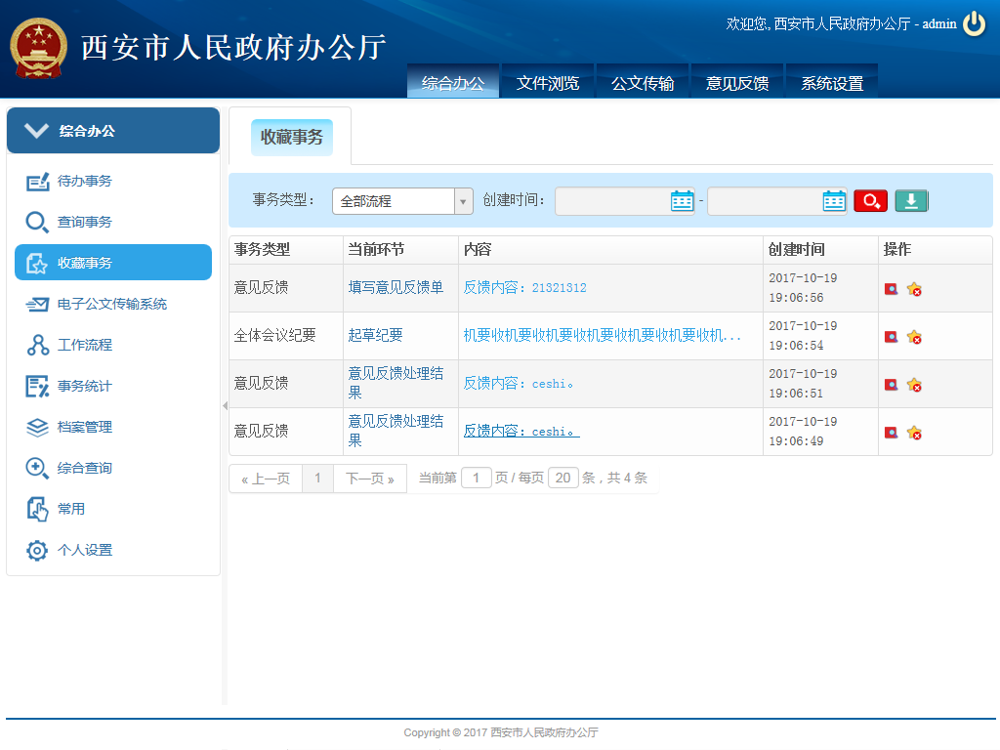 欢迎您, 西安市人民政府办公厅 - admin
西安市人民政府办公厅
综合办公 文件浏览 公文传输 意见反馈 系统设置
综合办公
待办事务
查询事务
收藏事务
电子公文传输系统
工作流程
事务统计
档案管理
综合查询
常用
个人设置
收藏事务
事务类型： 全部流程 创建时间： -
事务类型 当前环节 内容 创建时间 操作
意见反馈 填写意见反馈单 反馈内容：21321312 2017-10-19
19:06:56
全体会议纪要 起草纪要 机要收机要收机要收机要收机要收机要收机... 2017-10-19
19:06:54
意见反馈 意见反馈处理结 反馈内容：ceshi。 2017-10-19
果 19:06:51
意见反馈 意见反馈处理结 反馈内容：ceshi。 2017-10-19
果 19:06:49
« 上一页 1 下一页 » 当前第 1 页 / 每页 20 条，共 4 条
Copyright © 2017 西安市人民政府办公厅